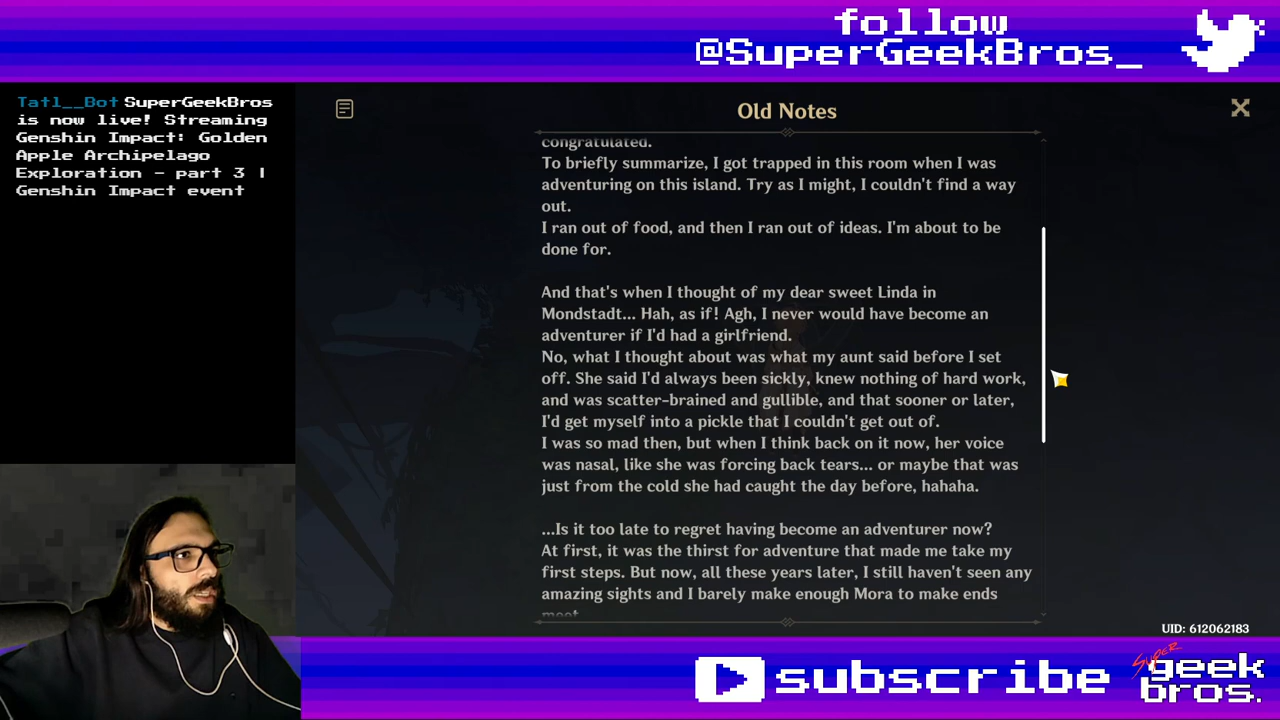 follow
@SuperGeekBros_
Tatl__Bot SuperGeekBros
is now live! Streaming
Genshin Impact: Golden
Apple Archipelago
Exploration - part 3 |
Genshin Impact event
Old Notes
congratulated.
To briefly summarize, I got trapped in this room when I was
adventuring on this island. Try as I might, I couldn't find a way
out.
I ran out of food, and then I ran out of ideas. I'm about to be
done for.
And that's when I thought of my dear sweet Linda in
Mondstadt... Hah, as if! Agh, I never would have become an
adventurer if I'd had a girlfriend.
No, what I thought about was what my aunt said before I set
off. She said I'd always been sickly, knew nothing of hard work,
and was scatter-brained and gullible, and that sooner or later,
I'd get myself into a pickle that I couldn't get out of.
I was so mad then, but when I think back on it now, her voice
was nasal, like she was forcing back tears... or maybe that was
just from the cold she had caught the day before, hahaha.
...Is it too late to regret having become an adventurer now?
At first, it was the thirst for adventure that made me take my
first steps. But now, all these years later, I still haven't seen any
amazing sights and I barely make enough Mora to make ends
meet
UID: 612062183
subscribe
SUPER
geek
bros.